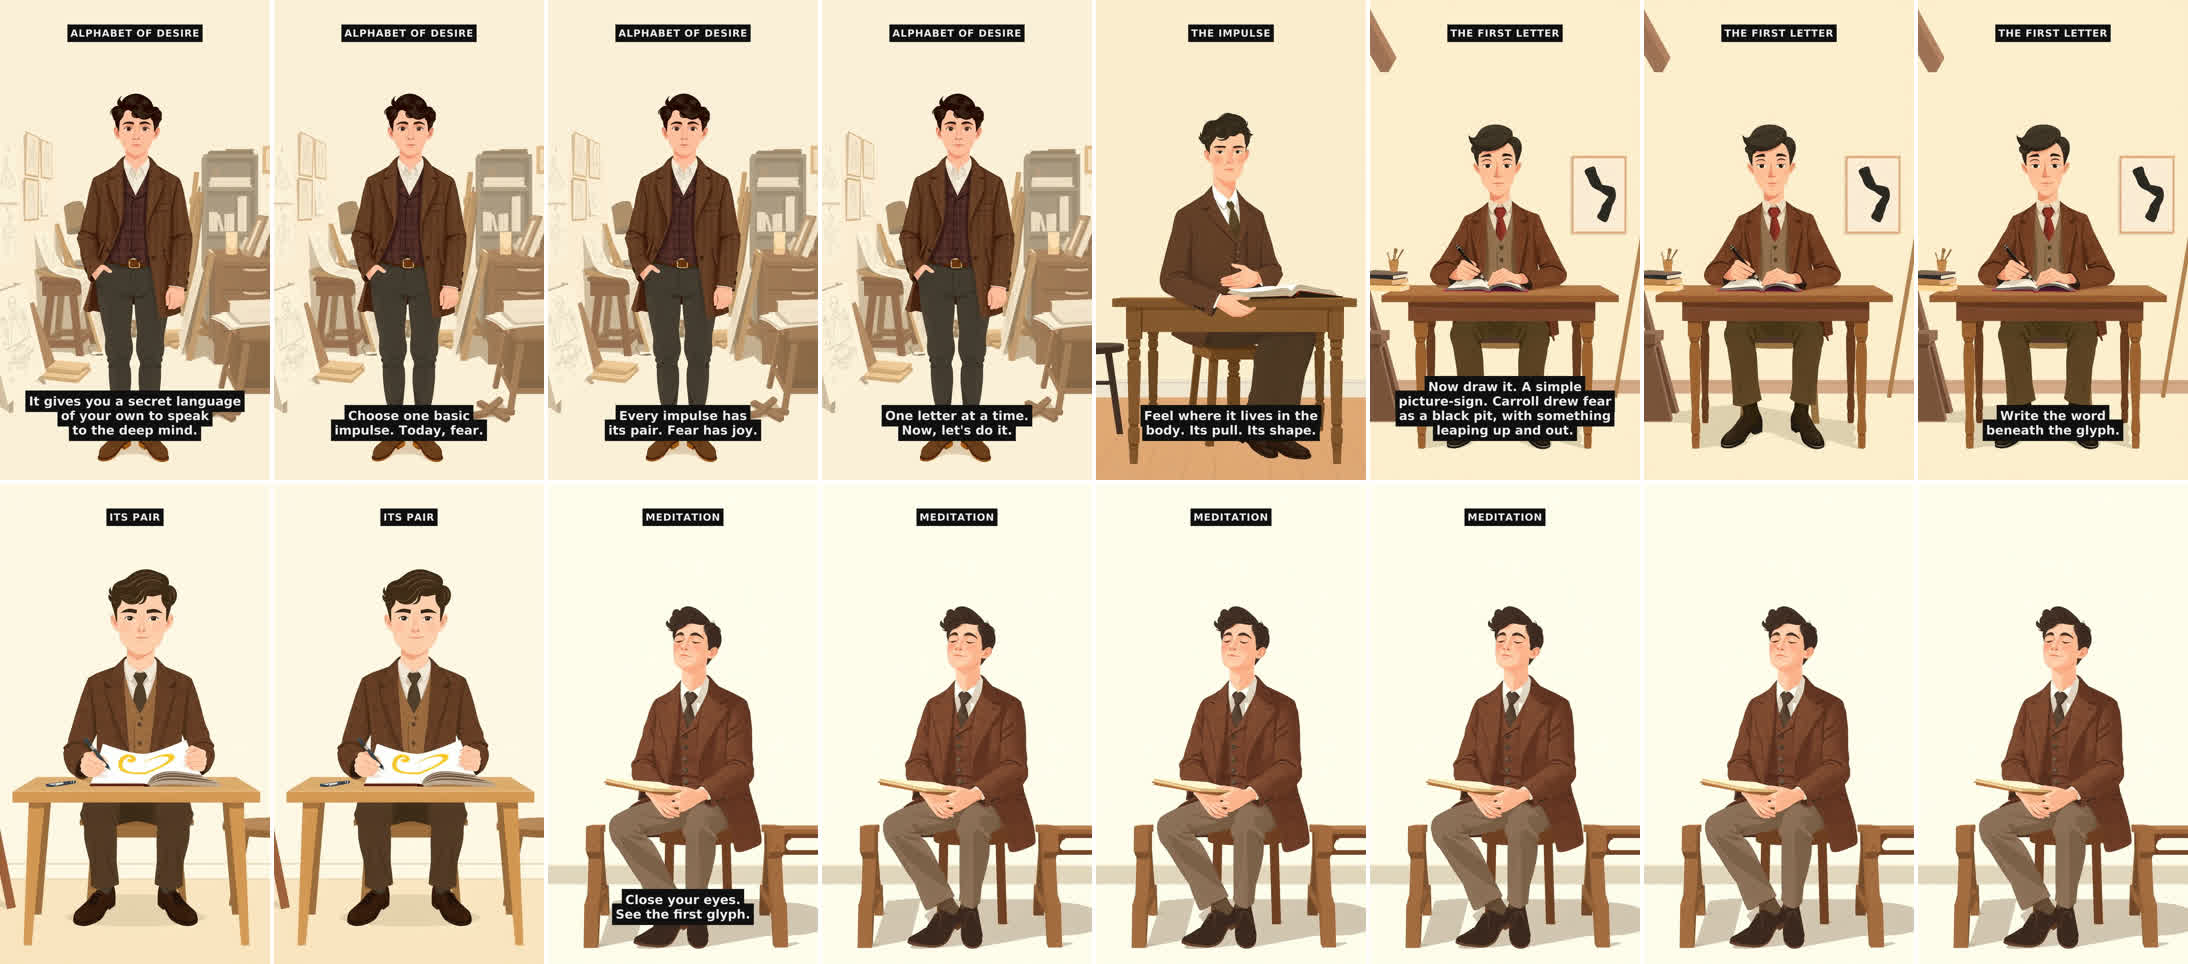 ALPHABET OF DESIRE
It gives you a secret language
of your own to speak
to the deep mind.
ALPHABET OF DESIRE
Choose one basic
impulse. Today, fear.
ALPHABET OF DESIRE
Every impulse has
its pair. Fear has joy.
ALPHABET OF DESIRE
One letter at a time.
Now, let's do it.
THE IMPULSE
Feel where it lives in the
body. Its pull. Its shape.
THE FIRST LETTER
Now draw it. A simple
picture-sign. Carroll drew fear
as a black pit, with something
leaping up and out.
THE FIRST LETTER
THE FIRST LETTER
Write the word
beneath the glyph.
ITS PAIR
ITS PAIR
MEDITATION
Close your eyes.
See the first glyph.
MEDITATION
MEDITATION
MEDITATION